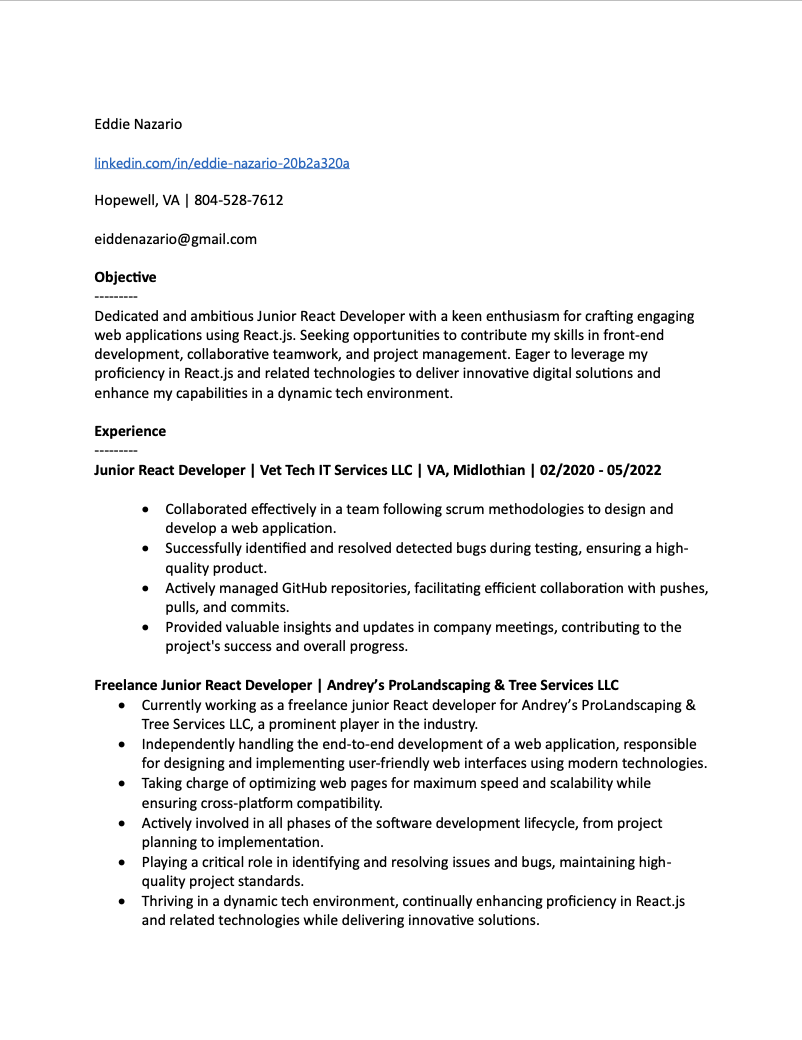 Eddie Nazario
linkedin.com/in/eddie-nazario-20b2a320a
Hopewell, VA | 804-528-7612
eiddenazario@gmail.com
Objective
---------
Dedicated and ambitious Junior React Developer with a keen enthusiasm for crafting engaging
web applications using React.js. Seeking opportunities to contribute my skills in front-end
development, collaborative teamwork, and project management. Eager to leverage my
proficiency in React.js and related technologies to deliver innovative digital solutions and
enhance my capabilities in a dynamic tech environment.
Experience
---------
Junior React Developer | Vet Tech IT Services LLC | VA, Midlothian | 02/2020 - 05/2022
• Collaborated effectively in a team following scrum methodologies to design and
develop a web application.
• Successfully identified and resolved detected bugs during testing, ensuring a high-
quality product.
• Actively managed GitHub repositories, facilitating efficient collaboration with pushes,
pulls, and commits.
• Provided valuable insights and updates in company meetings, contributing to the
project's success and overall progress.
Freelance Junior React Developer | Andrey’s ProLandscaping & Tree Services LLC
• Currently working as a freelance junior React developer for Andrey’s ProLandscaping &
Tree Services LLC, a prominent player in the industry.
• Independently handling the end-to-end development of a web application, responsible
for designing and implementing user-friendly web interfaces using modern technologies.
• Taking charge of optimizing web pages for maximum speed and scalability while
ensuring cross-platform compatibility.
• Actively involved in all phases of the software development lifecycle, from project
planning to implementation.
• Playing a critical role in identifying and resolving issues and bugs, maintaining high-
quality project standards.
• Thriving in a dynamic tech environment, continually enhancing proficiency in React.js
and related technologies while delivering innovative solutions.